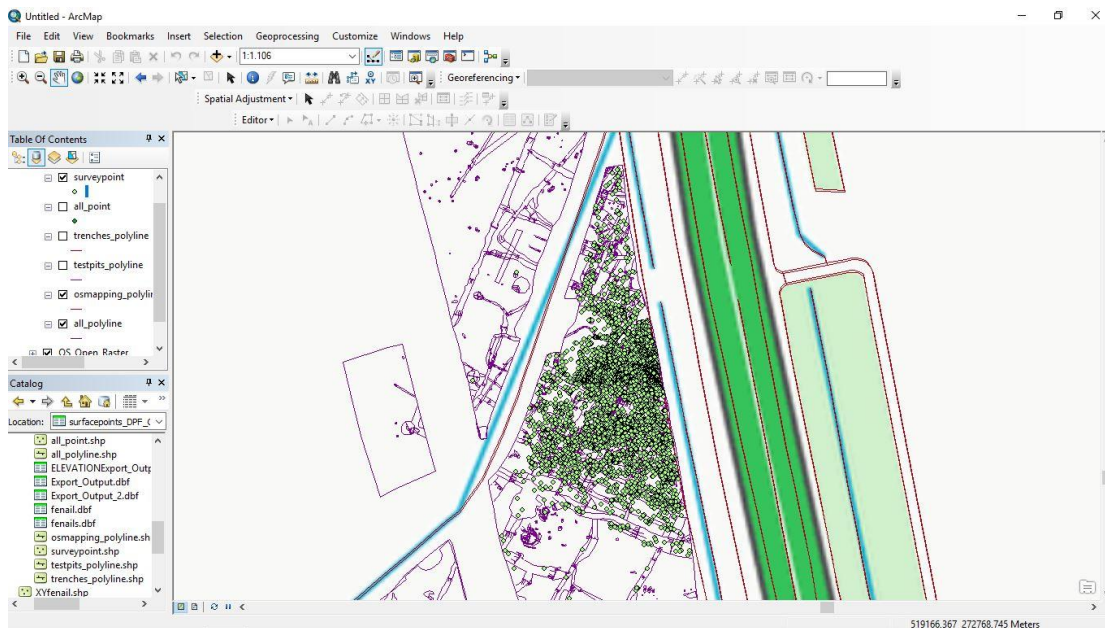 Untitled - ArcMap
File Edit View Bookmarks Insert Selection Geoprocessing Customize Windows Help
1:1.106
Georeferencing
Spatial Adjustment
Editor
Table Of Contents
surveypoint
all_point
trenches_polyline
testpits_polyline
osmapping_polylin
all_polyline
OS Open Raster
Catalog
Location: surfacepoints_DPF_(
all_point.shp
all_polyline.shp
ELEVATIONExport_Outp
Export_Output.dbf
Export_Output_2.dbf
fenail.dbf
fenails.dbf
osmapping_polyline.sh
surveypoint.shp
testpits_polyline.shp
trenches_polyline.shp
XYfenail.shp
519166.367 272768.745 Meters